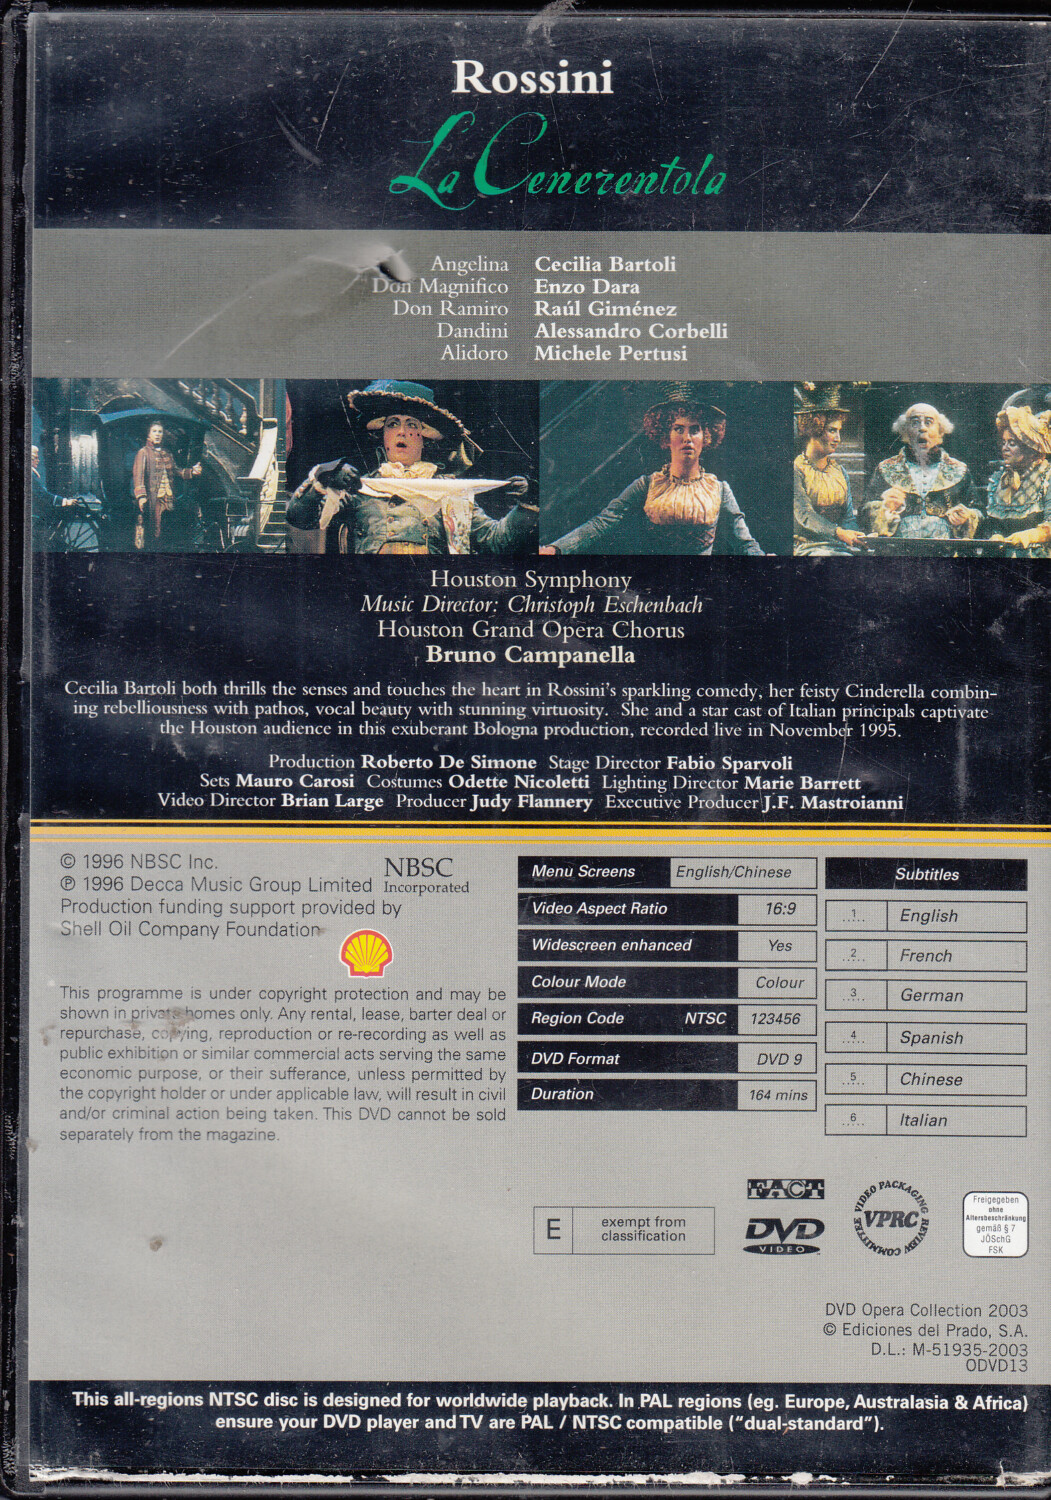 Rossini
La Cenerentola
Angelina Cecilia Bartoli
Don Magnifico Enzo Dara
Don Ramiro Raúl Giménez
Dandini Alessandro Corbelli
Alidoro Michele Pertusi
Houston Symphony
Music Director: Christoph Eschenbach
Houston Grand Opera Chorus
Bruno Campanella
Cecilia Bartoli both thrills the senses and touches the heart in Rossini's sparkling comedy, her feisty Cinderella combin-
ing rebelliousness with pathos, vocal beauty with stunning virtuosity. She and a star cast of Italian principals captivate
the Houston audience in this exuberant Bologna production, recorded live in November 1995.
Production Roberto De Simone Stage Director Fabio Sparvoli
Sets Mauro Carosi Costumes Odette Nicoletti Lighting Director Marie Barrett
Video Director Brian Large Producer Judy Flannery Executive Producer J.F. Mastroianni
© 1996 NBSC Inc.
℗ 1996 Decca Music Group Limited
Production funding support provided by
Shell Oil Company Foundation
NBSC
Incorporated
This programme is under copyright protection and may be
shown in private homes only. Any rental, lease, barter deal or
repurchase, copying, reproduction or re-recording as well as
public exhibition or similar commercial acts serving the same
economic purpose, or their sufferance, unless permitted by
the copyright holder or under applicable law, will result in civil
and/or criminal action being taken. This DVD cannot be sold
separately from the magazine.
Menu Screens English/Chinese
Video Aspect Ratio 16:9
Widescreen enhanced Yes
Colour Mode Colour
Region Code NTSC 123456
DVD Format DVD 9
Duration 164 mins
Subtitles
..1.. English
..2.. French
..3.. German
..4.. Spanish
..5.. Chinese
..6.. Italian
E exempt from
classification
FACT
DVD
VIDEO
VIDEO PACKAGING REVIEW COMMITTEE
VPRC
Freigegeben
ohne
Altersbeschränkung
gemäß § 7
JÖSchG
FSK
DVD Opera Collection 2003
© Ediciones del Prado, S.A.
D.L.: M-51935-2003
ODVD13
This all-regions NTSC disc is designed for worldwide playback. In PAL regions (eg. Europe, Australasia & Africa)
ensure your DVD player and TV are PAL / NTSC compatible ("dual-standard").